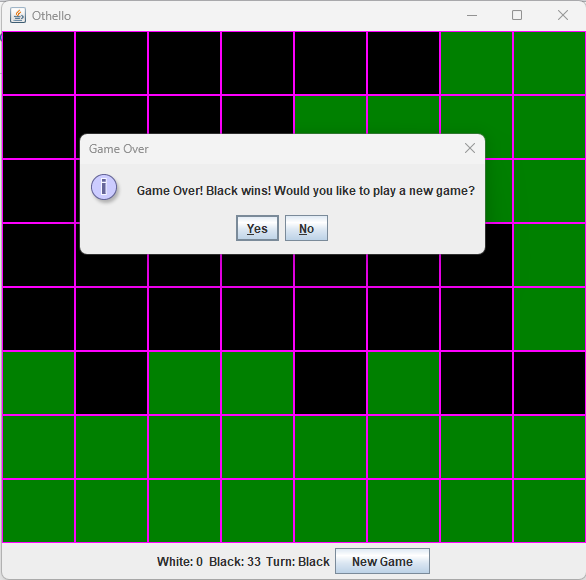 Othello
Game Over
Game Over! Black wins! Would you like to play a new game?
Yes No
White: 0 Black: 33 Turn: Black New Game